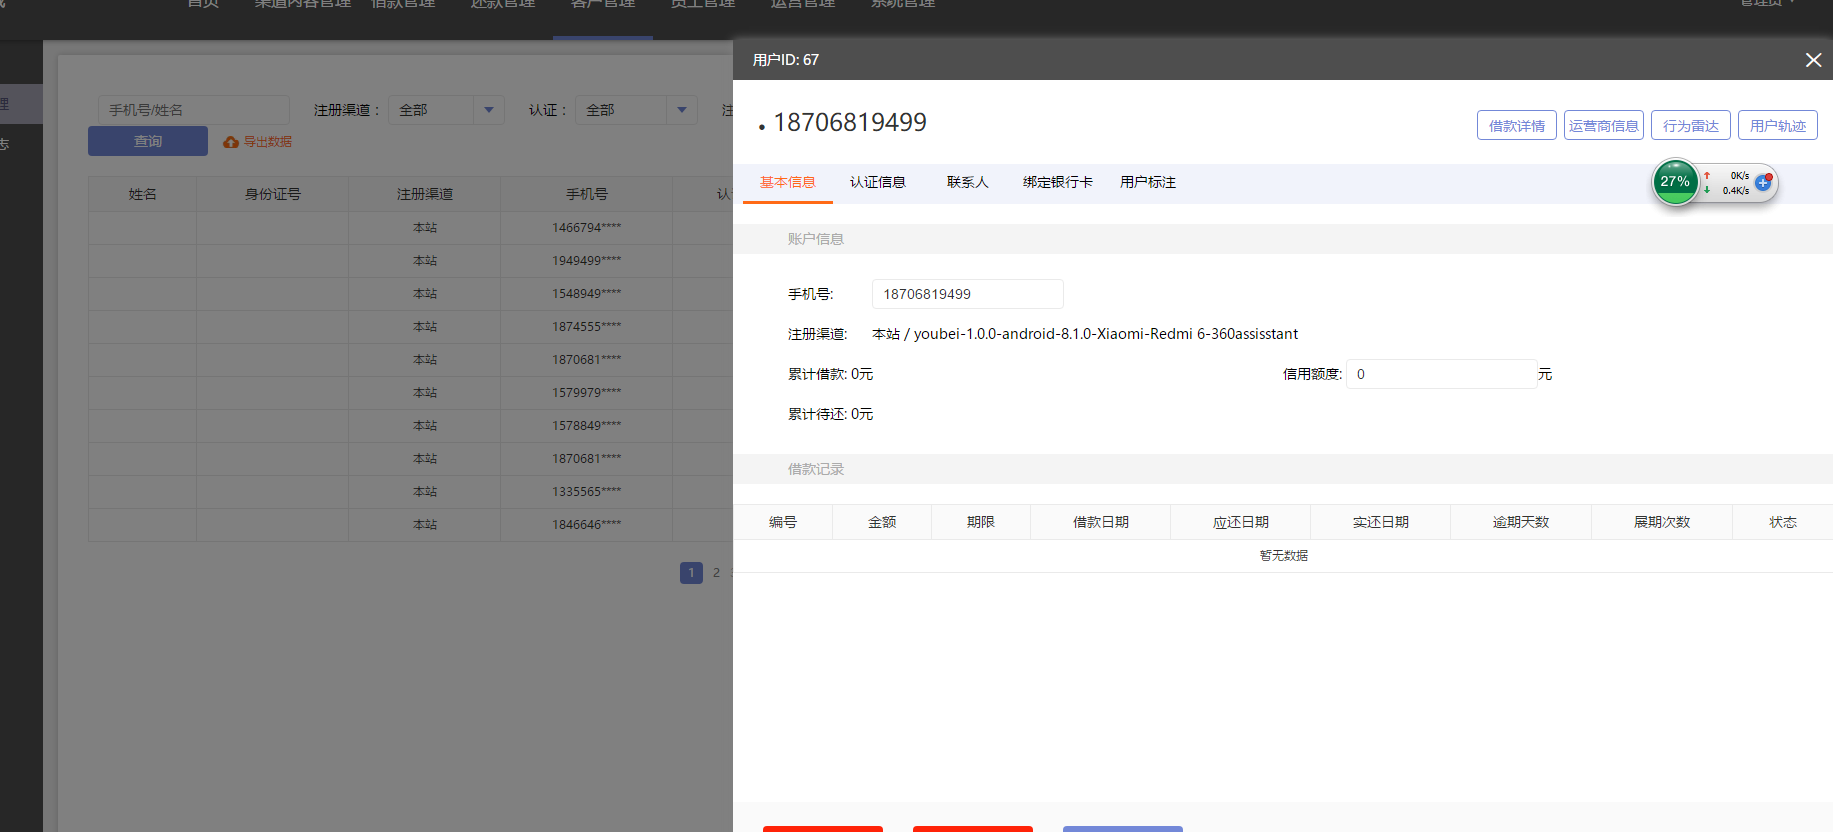 首页 渠道内容管理 借款管理 还款管理 客户管理 员工管理 运营管理 系统管理 管理员
用户ID: 67
理
志
手机号/姓名 注册渠道： 全部 认证： 全部 注
查询 导出数据
姓名 身份证号 注册渠道 手机号 认
本站 1466794****
本站 1949499****
本站 1548949****
本站 1874555****
本站 1870681****
本站 1579979****
本站 1578849****
本站 1870681****
本站 1335565****
本站 1846646****
1 2
18706819499
借款详情 运营商信息 行为雷达 用户轨迹
基本信息 认证信息 联系人 绑定银行卡 用户标注
27% 0K/s
0.4K/s
账户信息
手机号: 18706819499
注册渠道: 本站 / youbei-1.0.0-android-8.1.0-Xiaomi-Redmi 6-360assisstant
累计借款: 0元 信用额度: 0 元
累计待还: 0元
借款记录
编号 金额 期限 借款日期 应还日期 实还日期 逾期天数 展期次数 状态
暂无数据